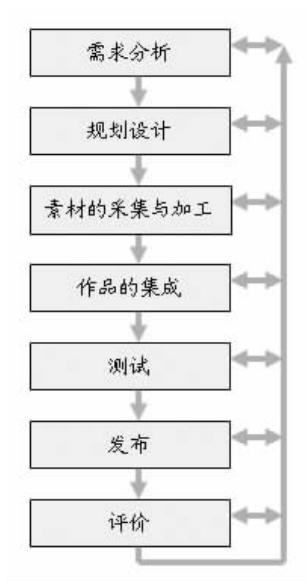 需求分析
规划设计
素材的采集与加工
作品的集成
测试
发布
评价